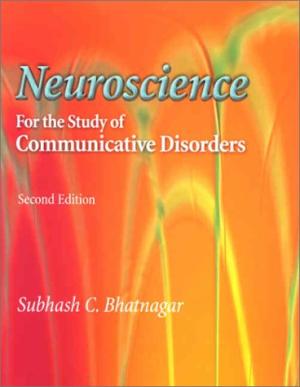 Neuroscience
For the Study of
Communicative Disorders
Second Edition
Subhash C. Bhatnagar